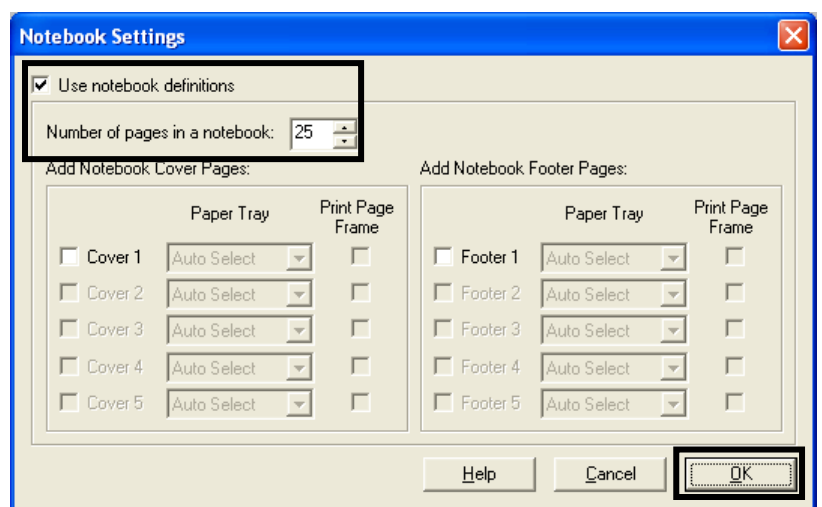 Notebook Settings
Use notebook definitions
Number of pages in a notebook: 25
Add Notebook Cover Pages: Add Notebook Footer Pages:
Paper Tray Print Page Frame Paper Tray Print Page Frame
Cover 1 Auto Select Footer 1 Auto Select
Cover 2 Auto Select Footer 2 Auto Select
Cover 3 Auto Select Footer 3 Auto Select
Cover 4 Auto Select Footer 4 Auto Select
Cover 5 Auto Select Footer 5 Auto Select
Help Cancel OK